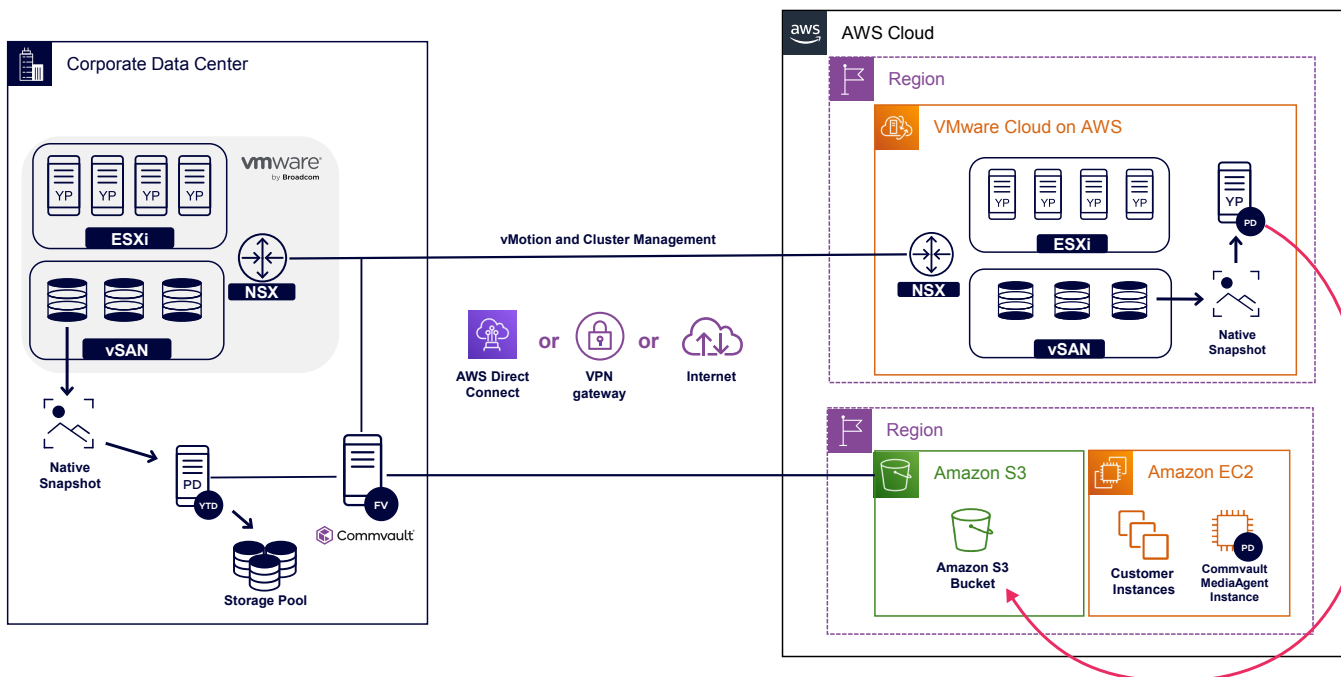 Corporate Data Center
vmware®
by Broadcom
YP YP YP YP
ESXi
NSX
vSAN
Native
Snapshot
PD
YTD
FV
Commvault®
Storage Pool
vMotion and Cluster Management
AWS Direct
Connect
or
VPN
gateway
or
Internet
aws
AWS Cloud
Region
VMware Cloud on AWS
YP YP YP YP
ESXi
YP
PD
NSX
vSAN
Native
Snapshot
Region
Amazon S3
Amazon S3
Bucket
Amazon EC2
Customer
Instances
PD
Commvault
MediaAgent
Instance